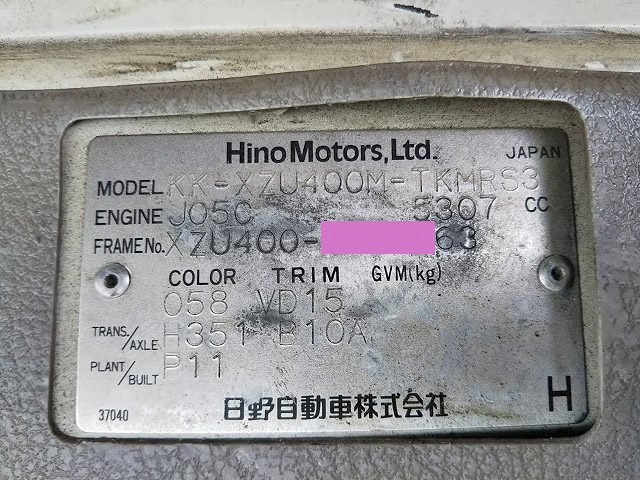 Hino Motors, Ltd. JAPAN
MODEL KK-XZU400M-TKMRS3
ENGINE J05C 5307 CC
FRAME No. XZU400- 63
COLOR TRIM GVM(kg)
058 VD15
TRANS./AXLE H351 B10A
PLANT/BUILT P11
37040 日野自動車株式会社 H